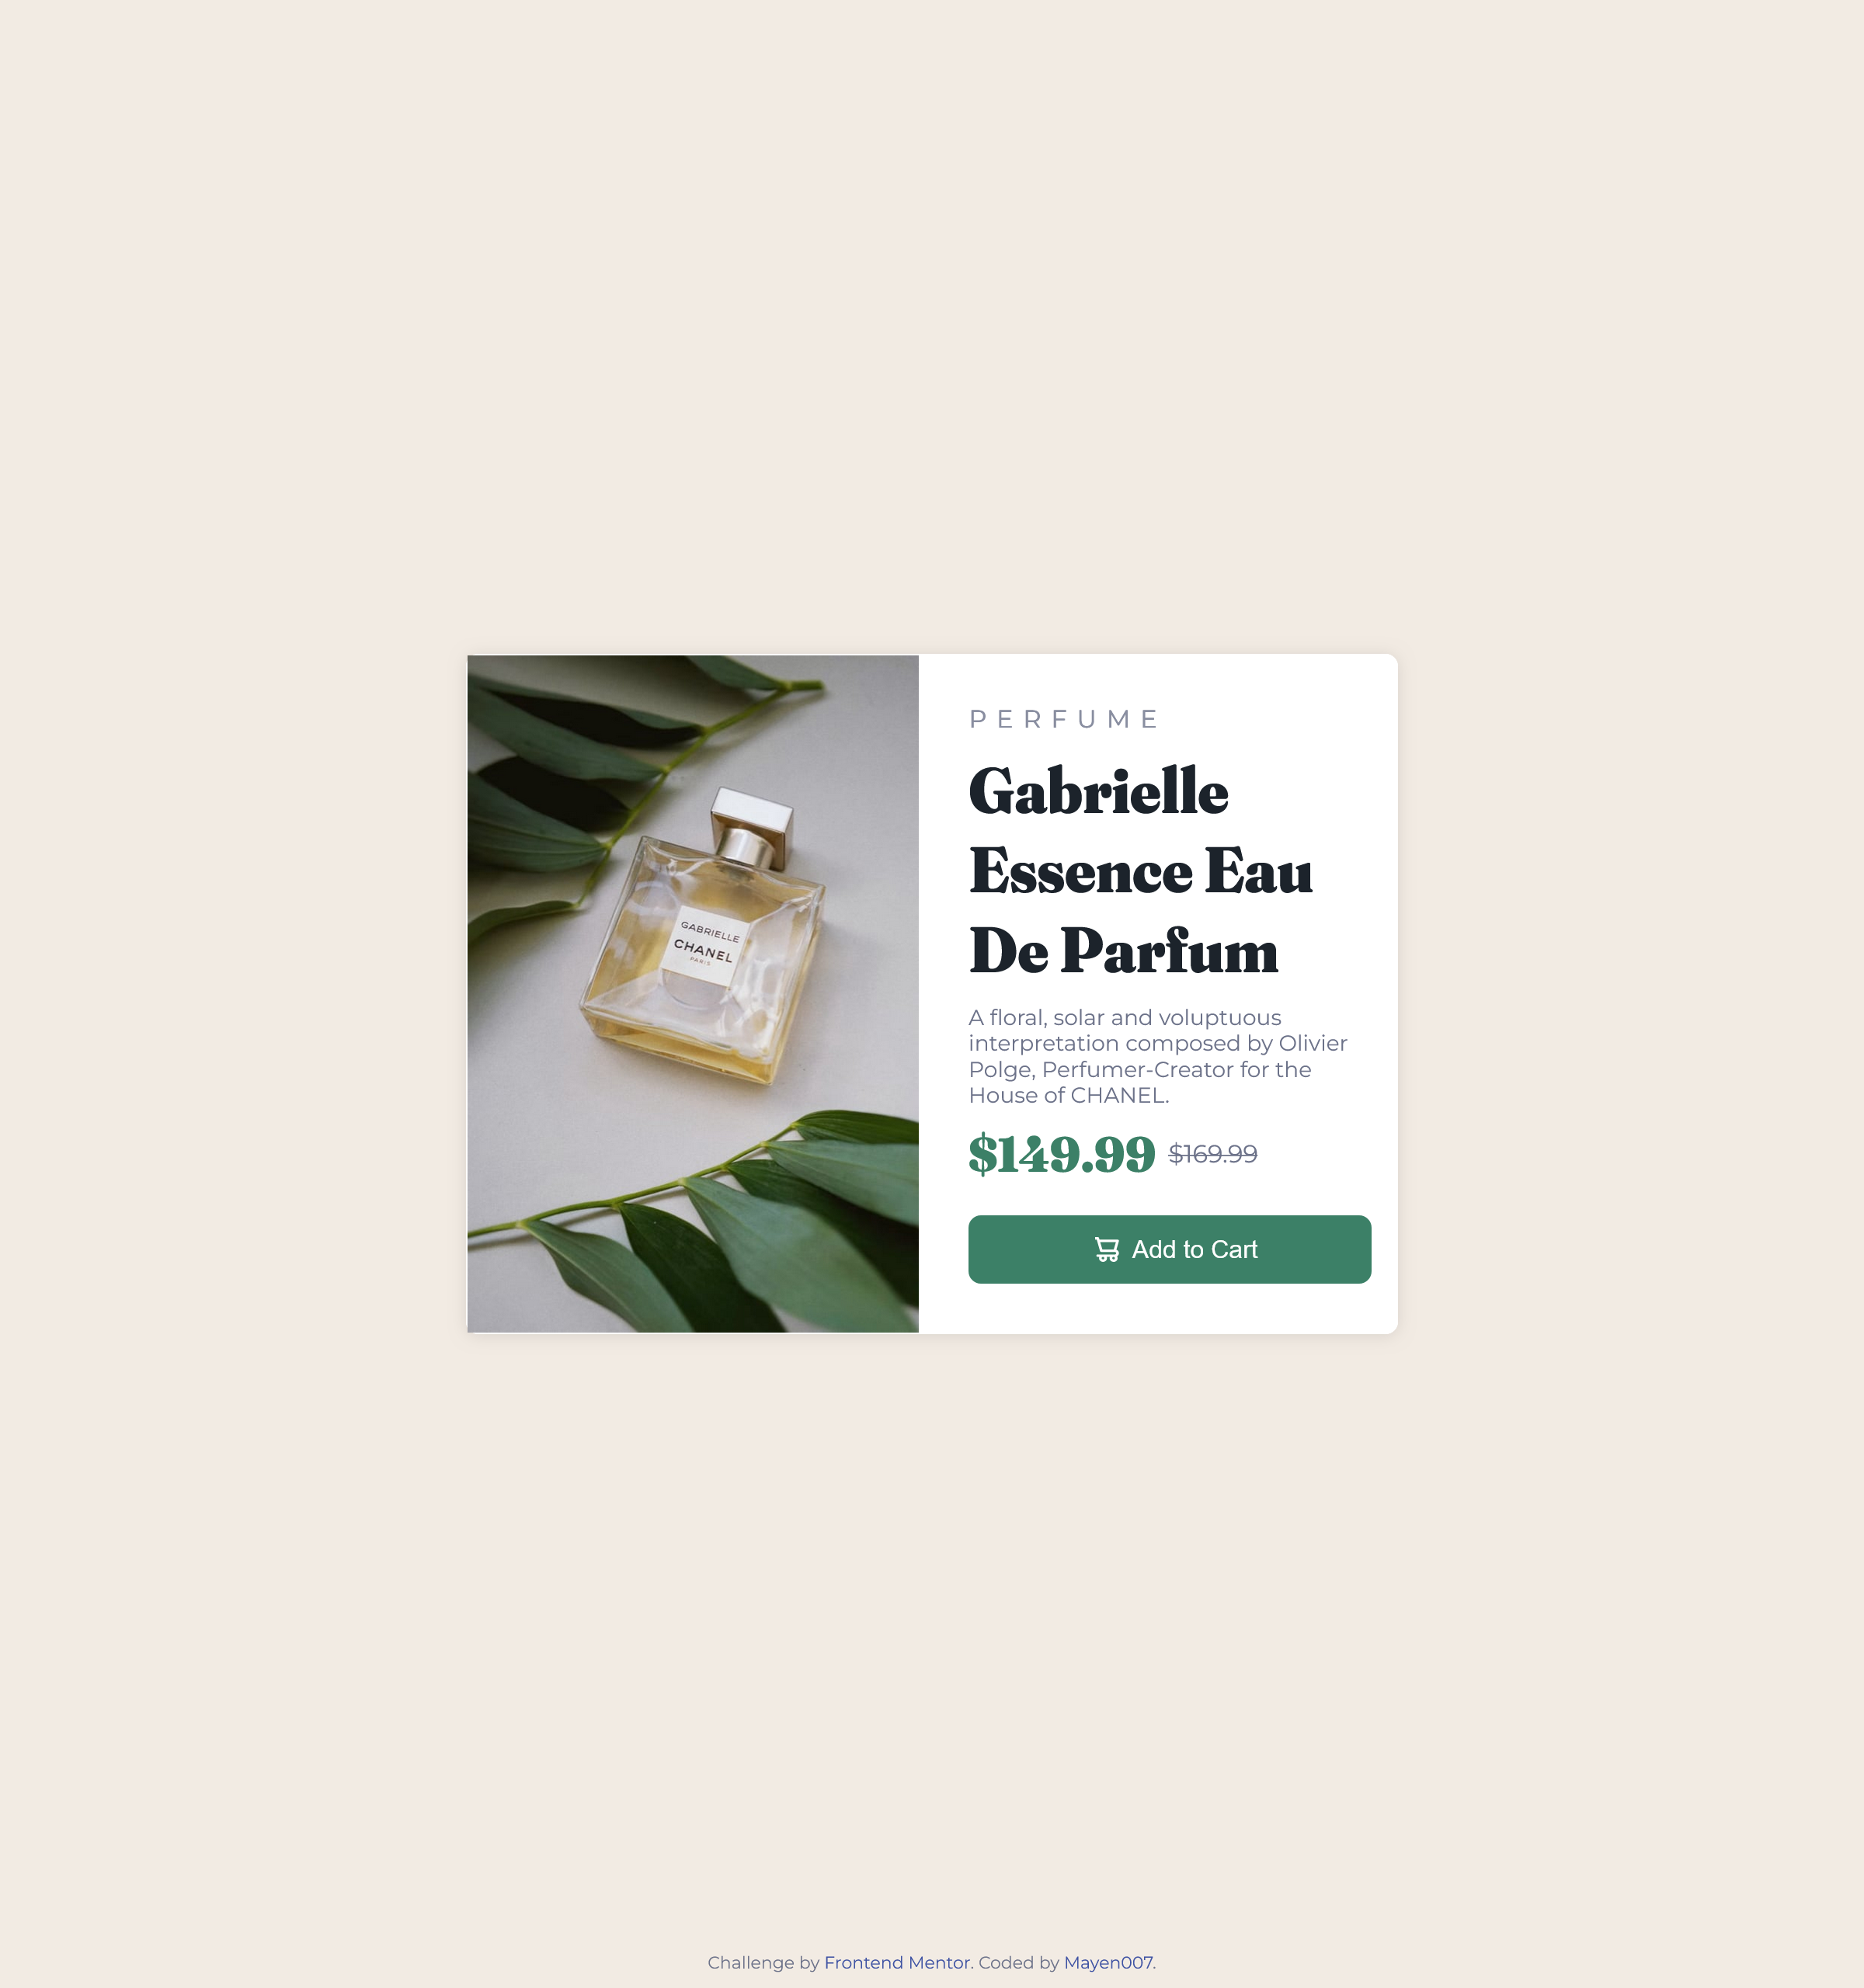 GABRIELLE
CHANEL
PARIS
PERFUME
Gabrielle
Essence Eau
De Parfum
A floral, solar and voluptuous
interpretation composed by Olivier
Polge, Perfumer-Creator for the
House of CHANEL.
$149.99 $169.99
Add to Cart
Challenge by Frontend Mentor. Coded by Mayen007.